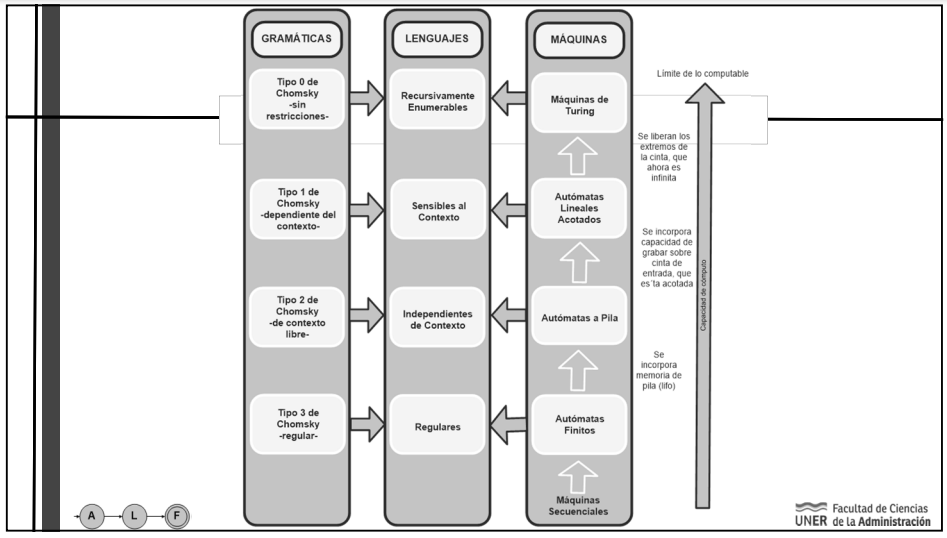 GRAMÁTICAS
LENGUAJES
MÁQUINAS
Tipo 0 de
Chomsky
-sin
restricciones-
Recursivamente
Enumerables
Máquinas de
Turing
Límite de lo computable
Se liberan los
extremos de
la cinta, que
ahora es
infinita
Tipo 1 de
Chomsky
-dependiente del
contexto-
Sensibles al
Contexto
Autómatas
Lineales
Acotados
Se incorpora
capacidad de
grabar sobre
cinta de
entrada, que
es´ta acotada
Capacidad de cómputo
Tipo 2 de
Chomsky
-de contexto
libre-
Independientes
de Contexto
Autómatas a Pila
Se
incorpora
memoria de
pila (lifo)
Tipo 3 de
Chomsky
-regular-
Regulares
Autómatas
Finitos
Máquinas
Secuenciales
A L F
UNER
Facultad de Ciencias
de la Administración